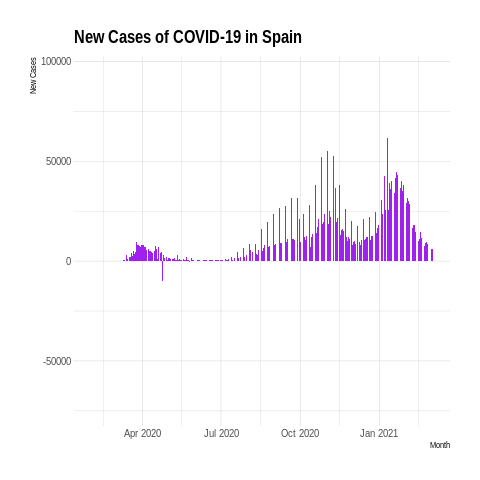 New Cases of COVID-19 in Spain
New Cases
100000
50000
0
-50000
Apr 2020 Jul 2020 Oct 2020 Jan 2021
Month